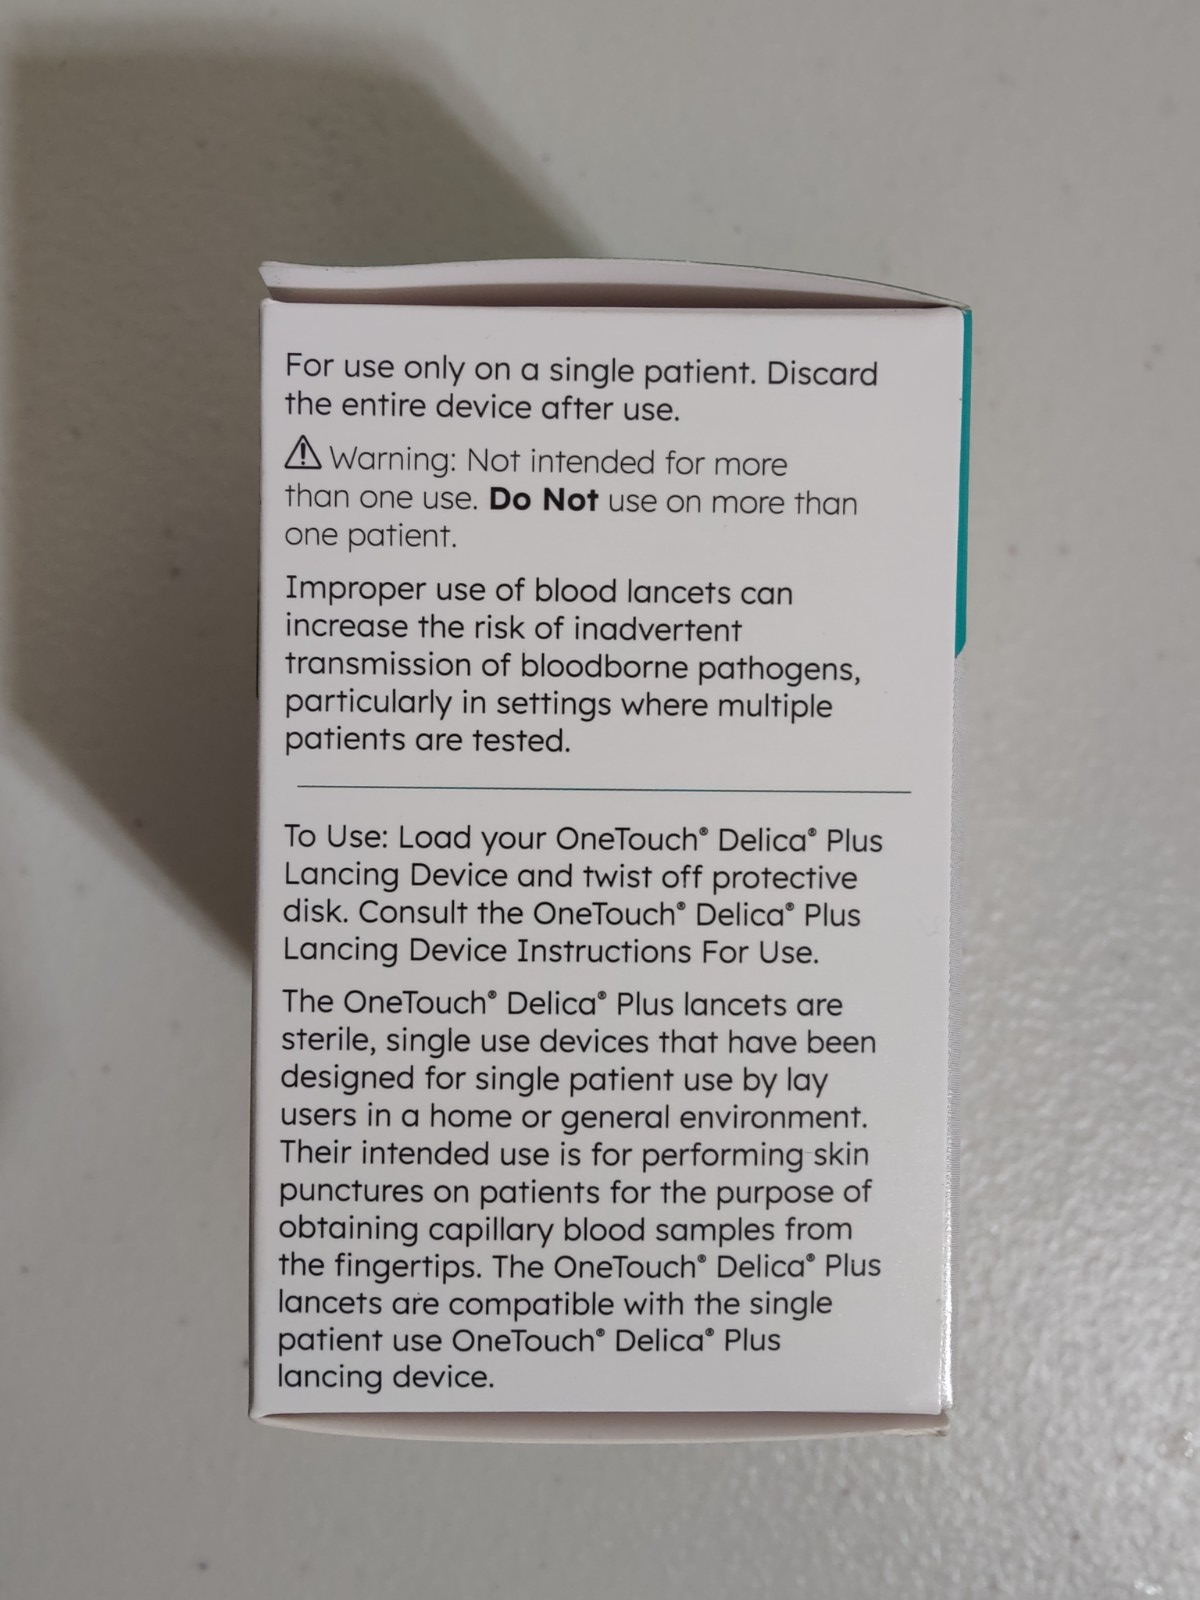 For use only on a single patient. Discard
the entire device after use.
⚠ Warning: Not intended for more
than one use. Do Not use on more than
one patient.
Improper use of blood lancets can
increase the risk of inadvertent
transmission of bloodborne pathogens,
particularly in settings where multiple
patients are tested.
To Use: Load your OneTouch® Delica® Plus
Lancing Device and twist off protective
disk. Consult the OneTouch® Delica® Plus
Lancing Device Instructions For Use.
The OneTouch® Delica® Plus lancets are
sterile, single use devices that have been
designed for single patient use by lay
users in a home or general environment.
Their intended use is for performing skin
punctures on patients for the purpose of
obtaining capillary blood samples from
the fingertips. The OneTouch® Delica® Plus
lancets are compatible with the single
patient use OneTouch® Delica® Plus
lancing device.